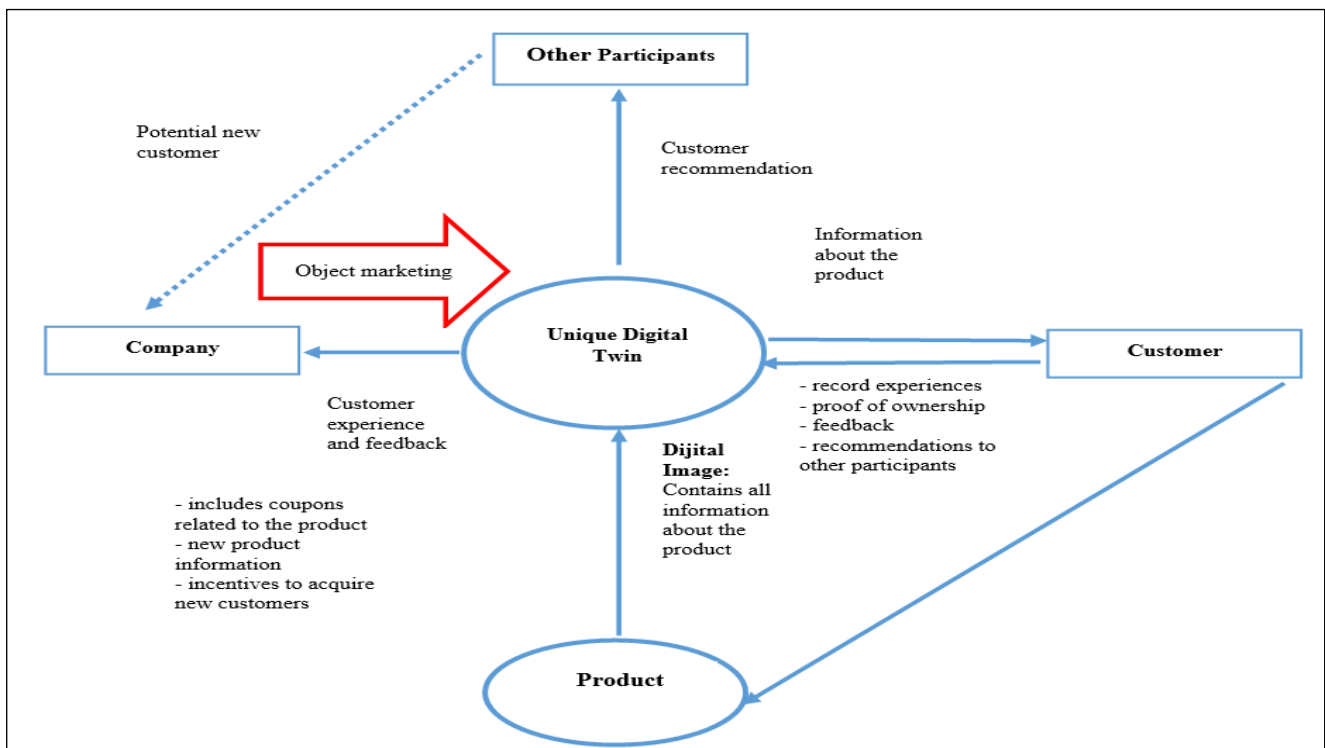 Other Participants
Potential new
customer
Customer
recommendation
Information
about the
product
Object marketing
Company
Unique Digital
Twin
Customer
Customer
experience
and feedback
- record experiences
- proof of ownership
- feedback
- recommendations to
other participants
Dijital
Image:
Contains all
information
about the
product
- includes coupons
related to the product
- new product
information
- incentives to acquire
new customers
Product